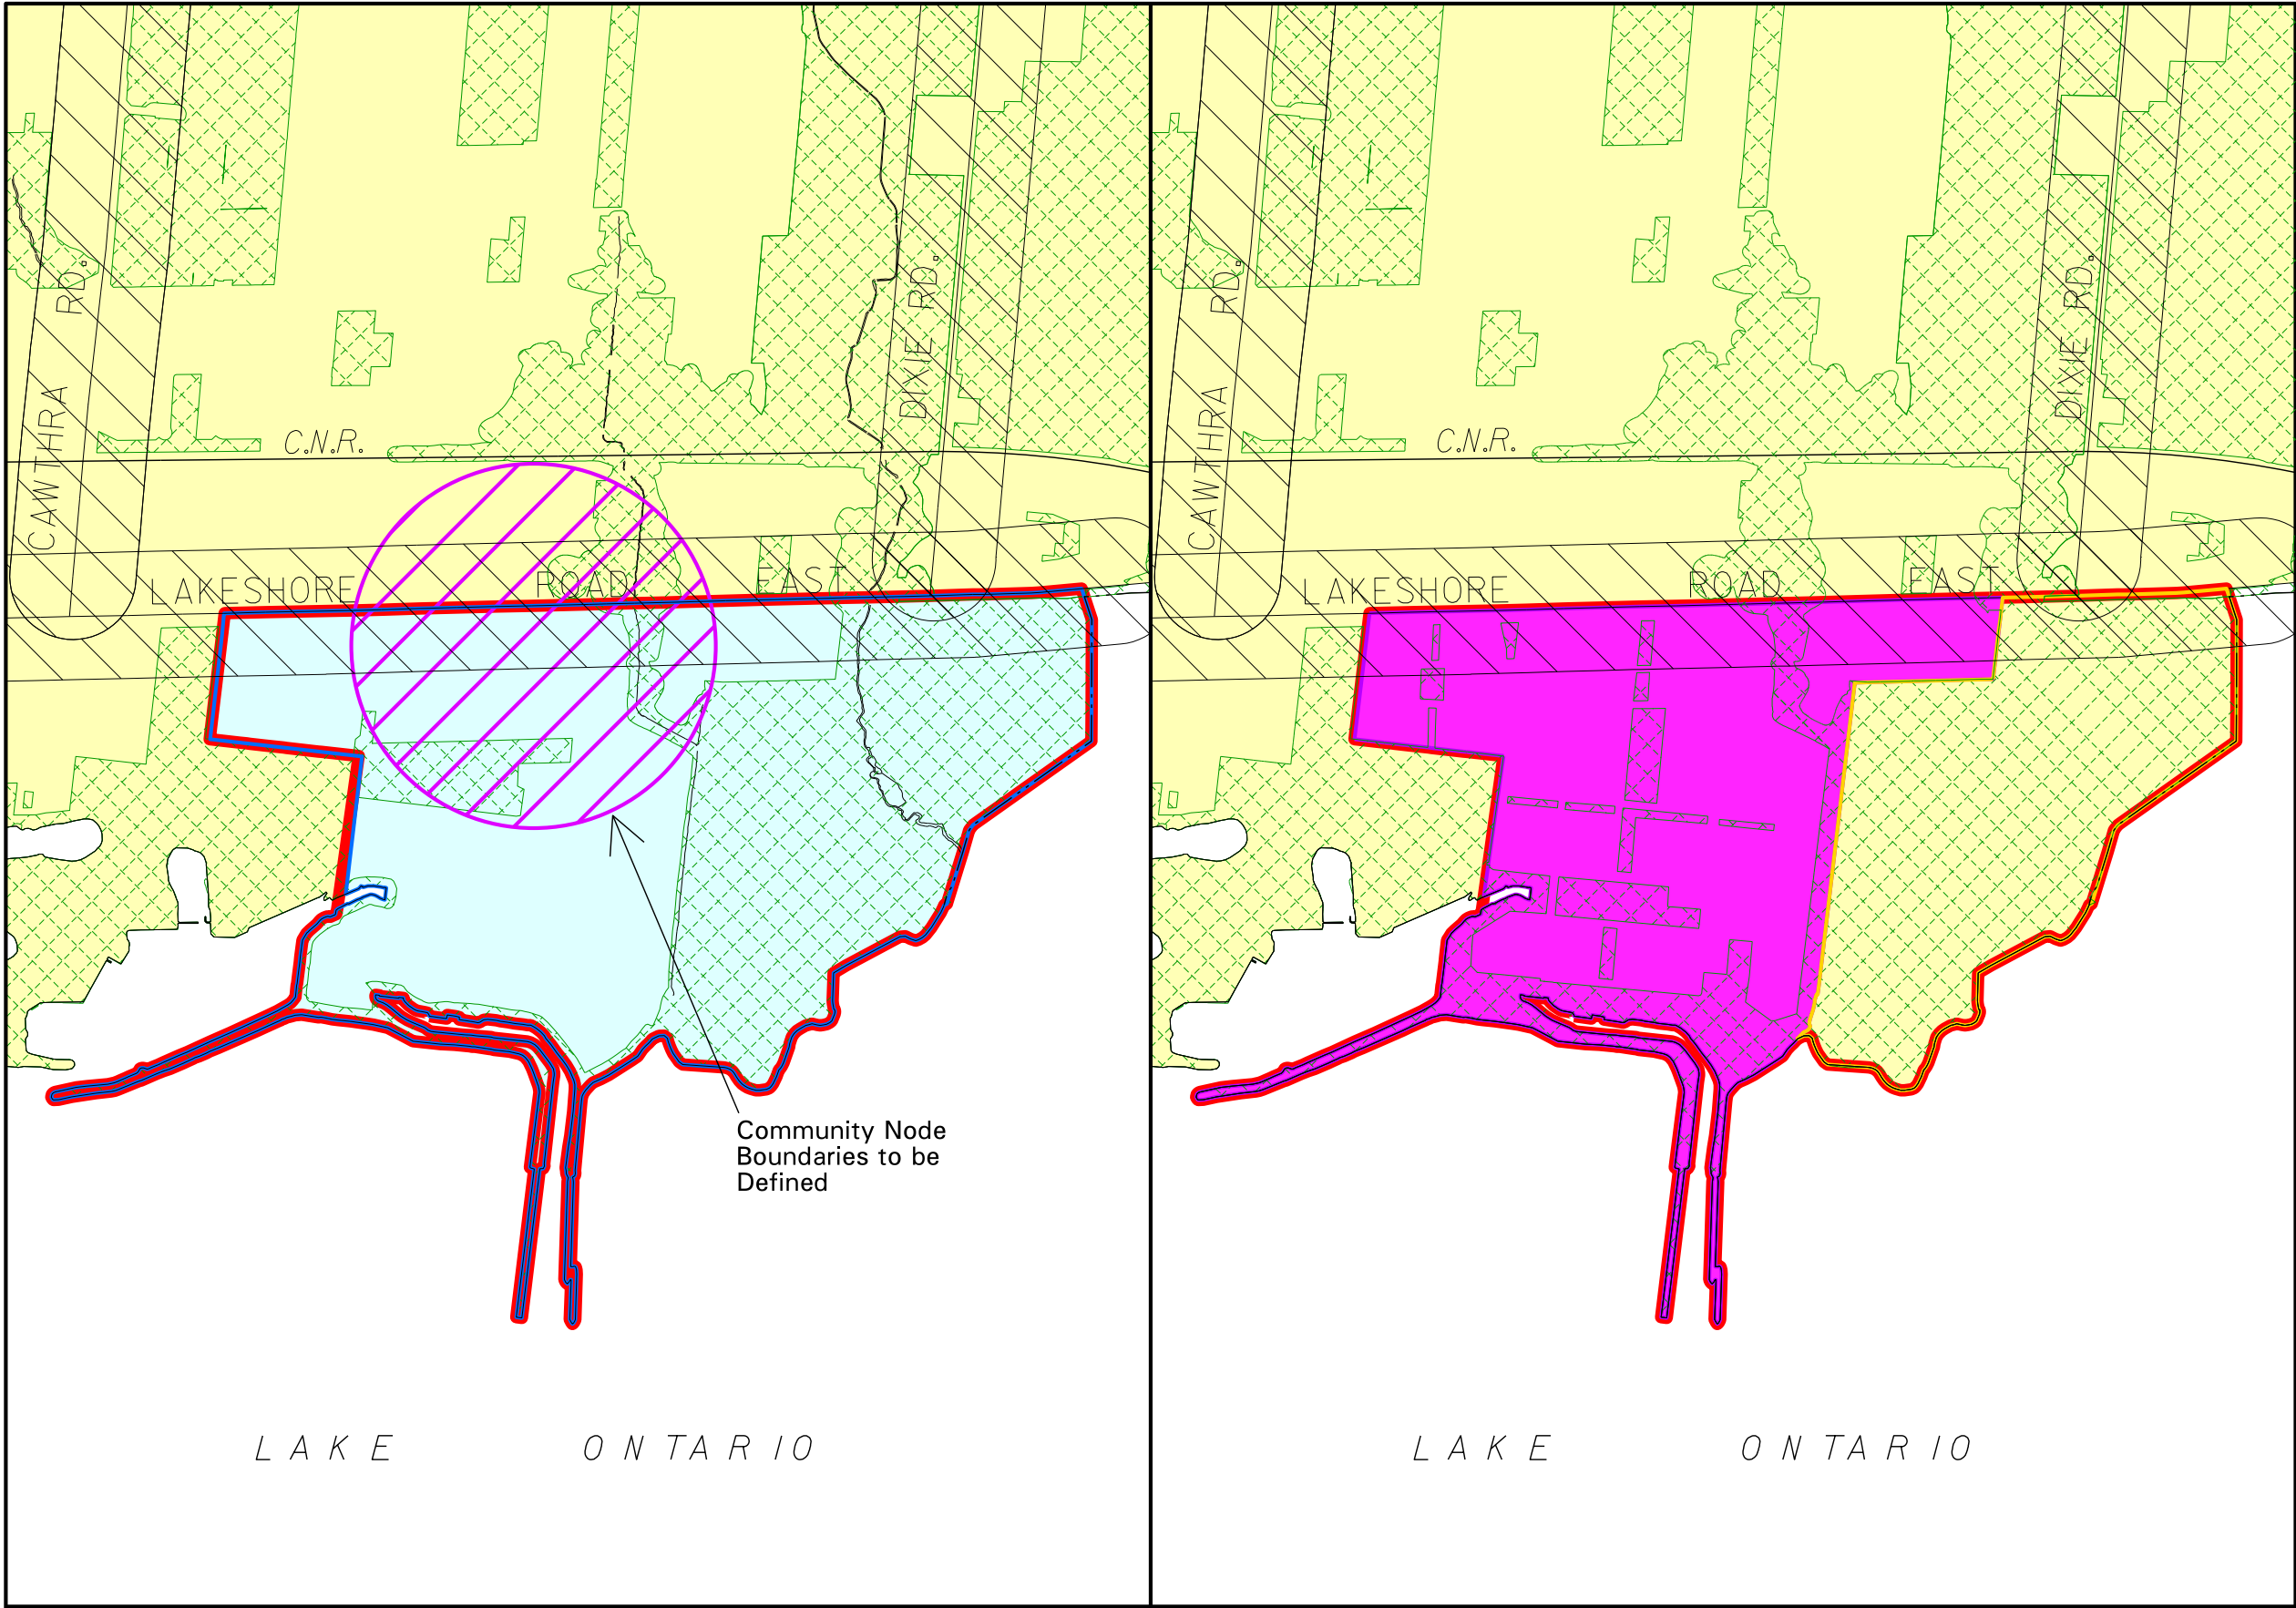 CAWTHRA RD.
DIXIE RD.
C.N.R.
LAKESHORE ROAD EAST
Community Node
Boundaries to be
Defined
LAKE ONTARIO
CAWTHRA RD.
DIXIE RD.
C.N.R.
LAKESHORE ROAD EAST
LAKE ONTARIO